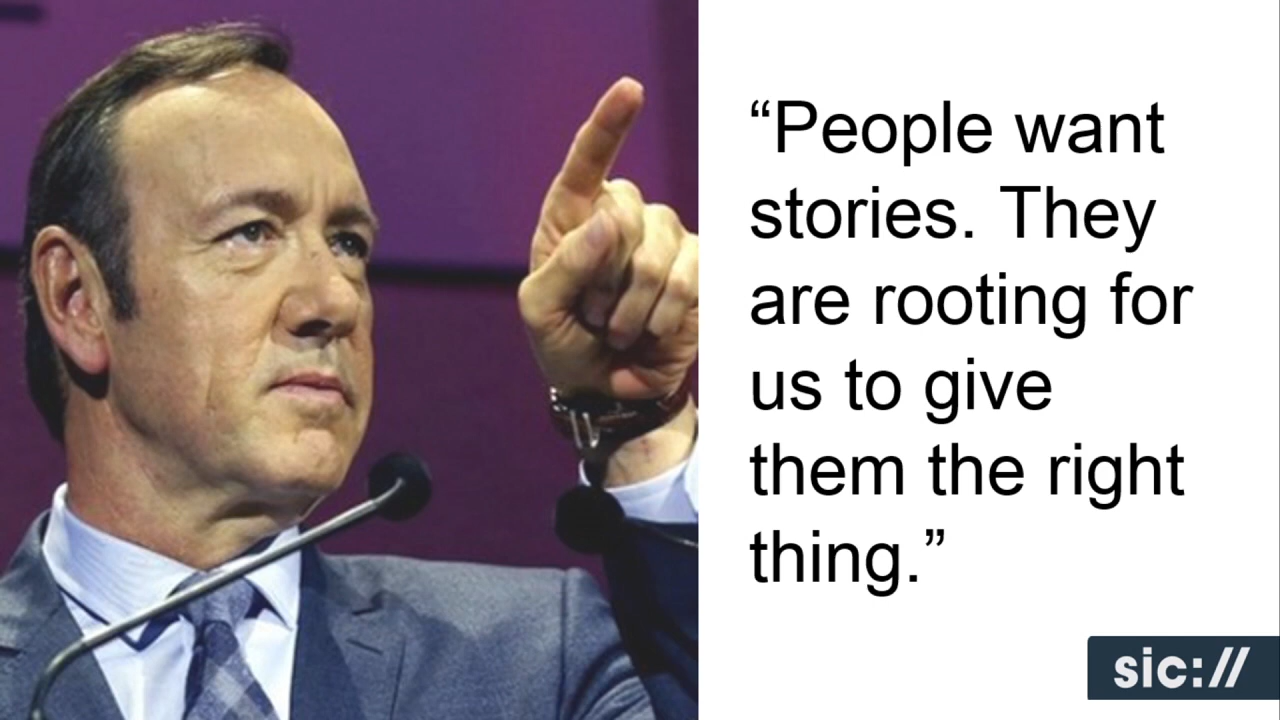 “People want
stories. They
are rooting for
us to give
them the right
thing.”
sic://